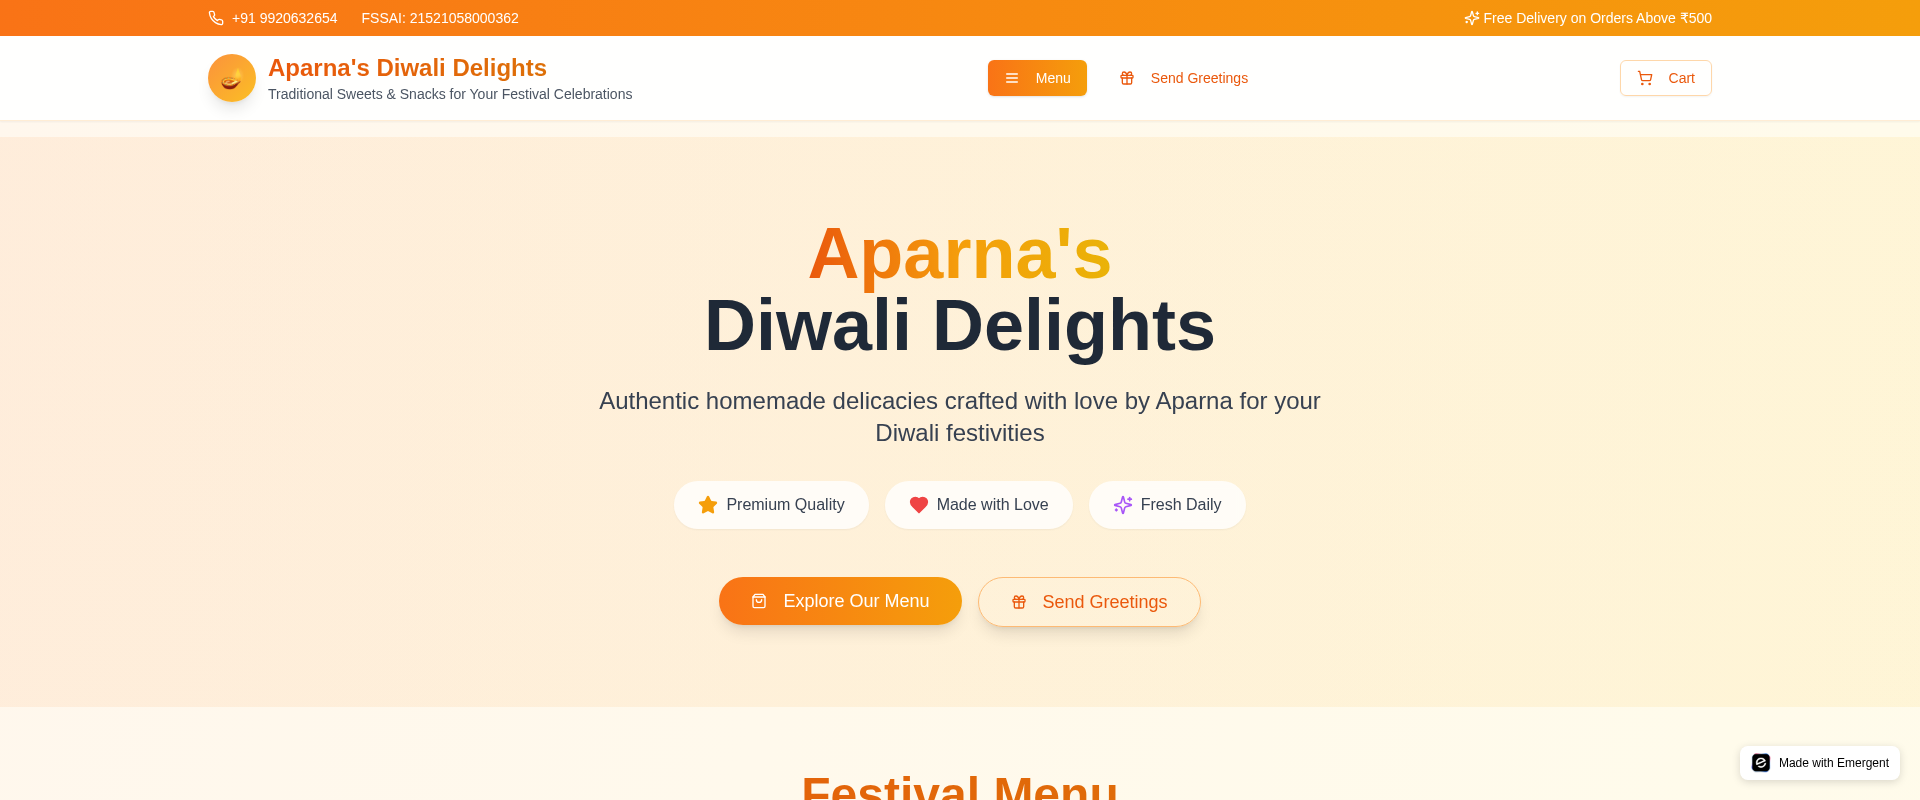 +91 9920632654
FSSAI: 21521058000362
Free Delivery on Orders Above ₹500
Aparna's Diwali Delights
Traditional Sweets & Snacks for Your Festival Celebrations
Menu
Send Greetings
Cart
Aparna's
Diwali Delights
Authentic homemade delicacies crafted with love by Aparna for your
Diwali festivities
Premium Quality
Made with Love
Fresh Daily
Explore Our Menu
Send Greetings
Festival Menu
Made with Emergent